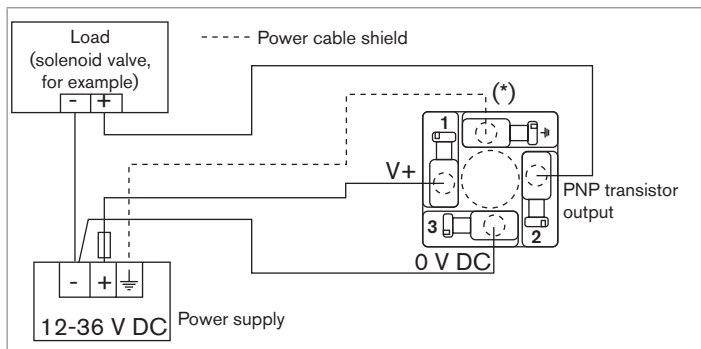 Load
(solenoid valve,
for example)
- +
Power cable shield
(*)
1
V+
PNP transistor
output
3
2
0 V DC
- +
12-36 V DC
Power supply